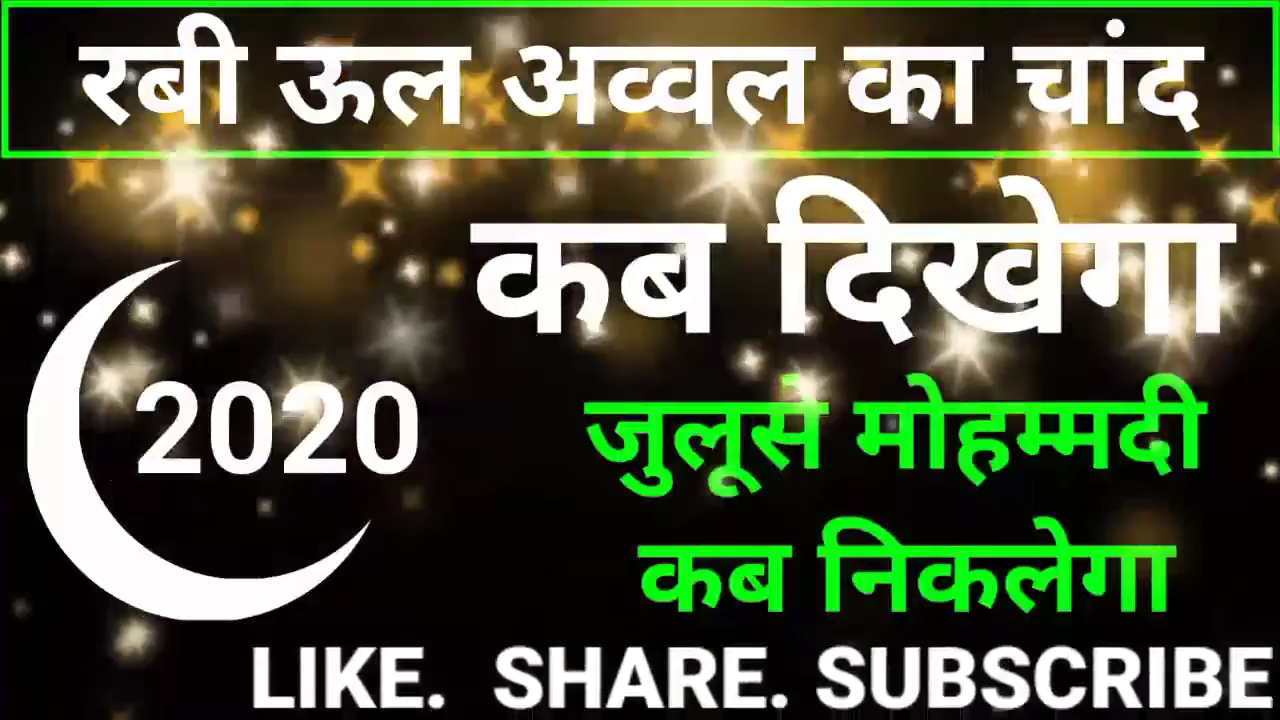 रबी ऊल अव्वल का चांद
कब दिखेगा
2020
जुलूसे मोहम्मदी
कब निकलेगा
LIKE. SHARE. SUBSCRIBE